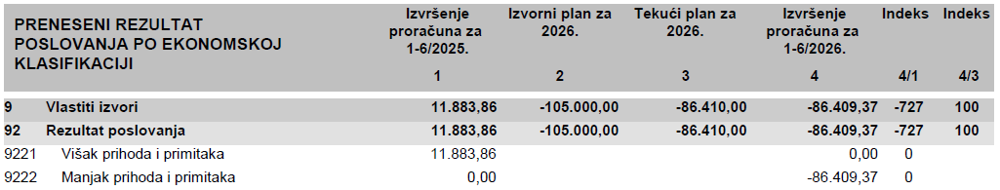 PRENESENI REZULTAT POSLOVANJA PO EKONOMSKOJ KLASIFIKACIJI Izvršenje proračuna za 1-6/2025. Izvorni plan za 2026. Tekući plan za 2026. Izvršenje proračuna za 1-6/2026. Indeks Indeks
1 2 3 4 4/1 4/3
9 Vlastiti izvori 11.883,86 -105.000,00 -86.410,00 -86.409,37 -727 100
92 Rezultat poslovanja 11.883,86 -105.000,00 -86.410,00 -86.409,37 -727 100
9221 Višak prihoda i primitaka 11.883,86 0,00 0
9222 Manjak prihoda i primitaka 0,00 -86.409,37 0